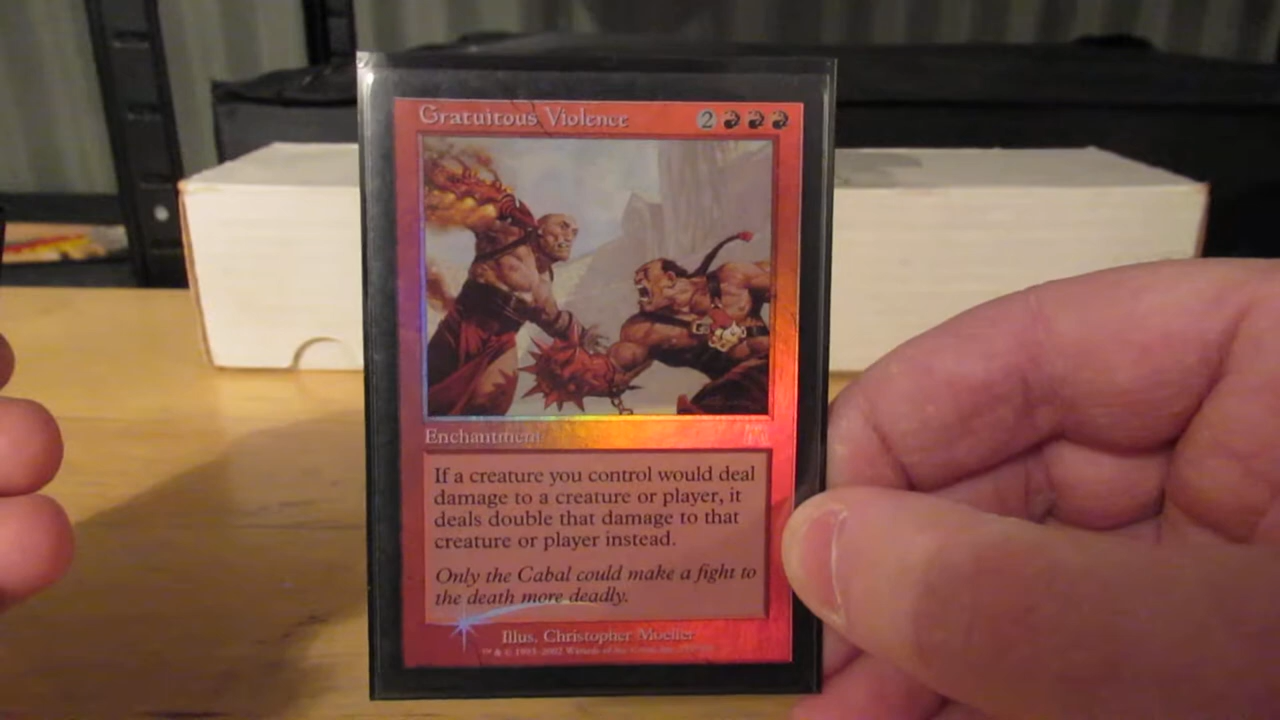 Gratuitous Violence 2
Enchantment
If a creature you control would deal
damage to a creature or player, it
deals double that damage to that
creature or player instead.
Only the Cabal could make a fight to
the death more deadly.
Illus. Christopher Moeller
™ & © 1993-2002 Wizards of the Coast, Inc.